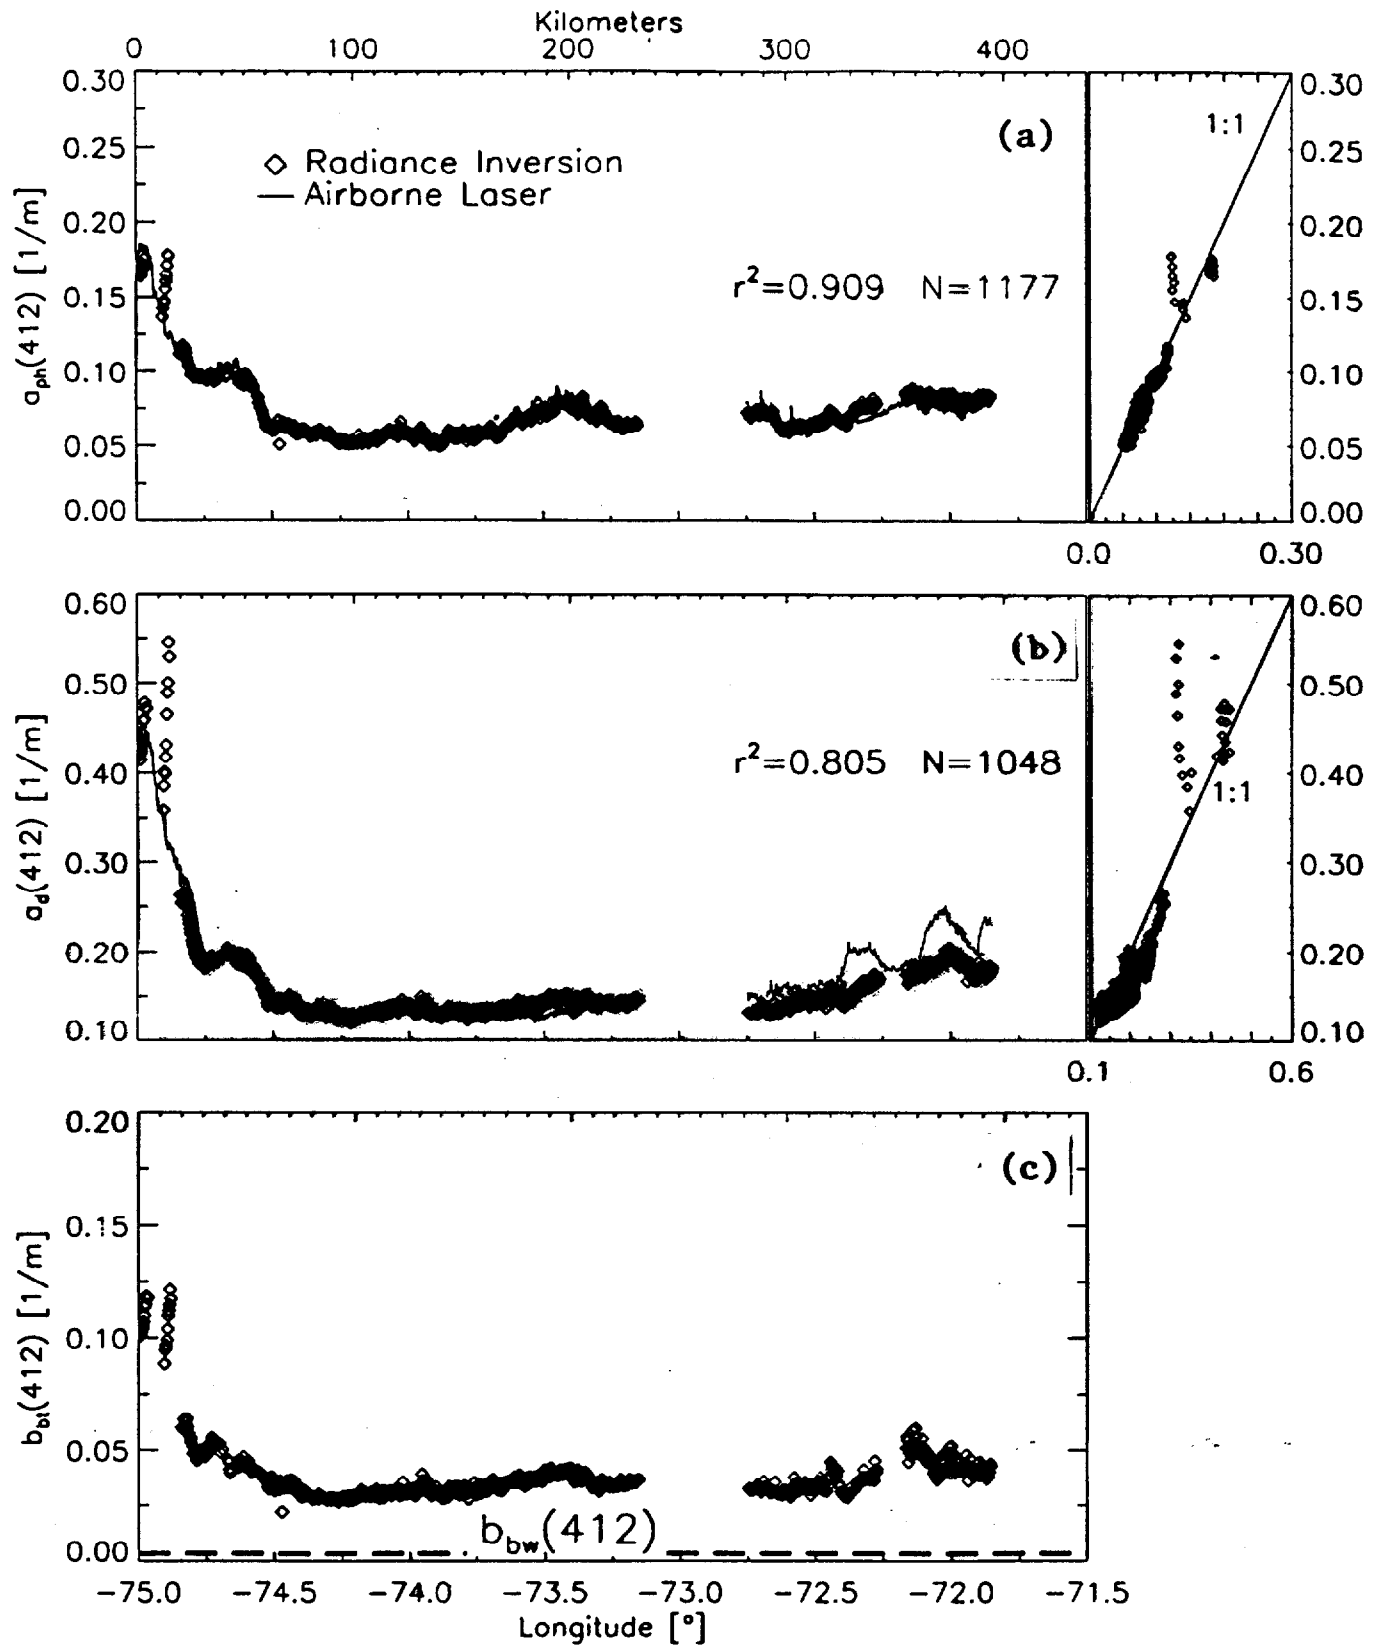 Kilometers
0 100 200 300 400
0.30 0.30
(a) 1:1
0.25 0.25
◇ Radiance Inversion
— Airborne Laser
0.20 0.20
a_ph(412) [1/m]
r²=0.909 N=1177
0.15 0.15
0.10 0.10
0.05 0.05
0.00 0.00
0.0 0.30
0.60 0.60
(b)
0.50 0.50
a_d(412) [1/m]
r²=0.805 N=1048
0.40 0.40
1:1
0.30 0.30
0.20 0.20
0.10 0.10
0.1 0.6
0.20
(c)
0.15
b_bt(412) [1/m]
0.10
0.05
b_bw(412)
0.00
-75.0 -74.5 -74.0 -73.5 -73.0 -72.5 -72.0 -71.5
Longitude [°]